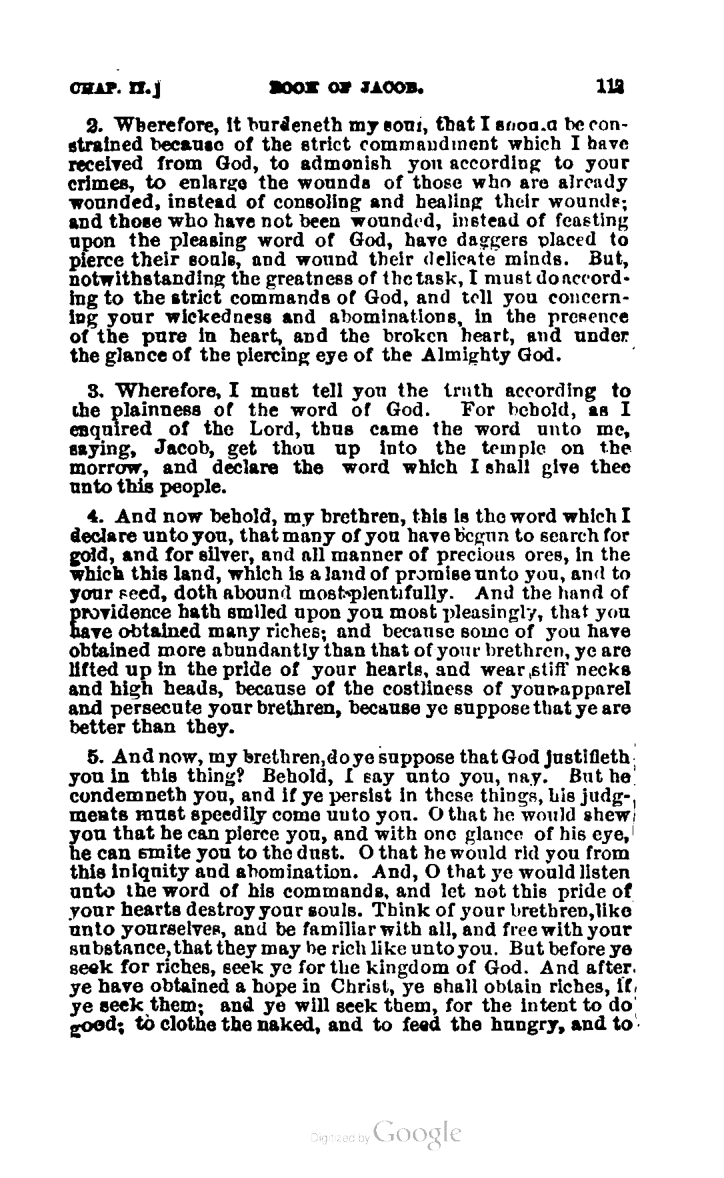 CHAP. II.] BOOK OF JACOB. 113
2. Wherefore, it burdeneth my soul, that I should be con-
strained because of the strict commandment which I have
received from God, to admonish you according to your
crimes, to enlarge the wounds of those who are already
wounded, instead of consoling and healing their wounds;
and those who have not been wounded, instead of feasting
upon the pleasing word of God, have daggers placed to
pierce their souls, and wound their delicate minds. But,
notwithstanding the greatness of the task, I must do accord-
ing to the strict commands of God, and tell you concern-
ing your wickedness and abominations, in the presence
of the pure in heart, and the broken heart, and under
the glance of the piercing eye of the Almighty God.
3. Wherefore, I must tell you the truth according to
the plainness of the word of God. For behold, as I
enquired of the Lord, thus came the word unto me,
saying, Jacob, get thou up into the temple on the
morrow, and declare the word which I shall give thee
unto this people.
4. And now behold, my brethren, this is the word which I
declare unto you, that many of you have begun to search for
gold, and for silver, and all manner of precious ores, in the
which this land, which is a land of promise unto you, and to
your seed, doth abound most plentifully. And the hand of
providence hath smiled upon you most pleasingly, that you
have obtained many riches; and because some of you have
obtained more abundantly than that of your brethren, ye are
lifted up in the pride of your hearts, and wear stiff necks
and high heads, because of the costliness of your apparel
and persecute your brethren, because ye suppose that ye are
better than they.
5. And now, my brethren, do ye suppose that God justifieth
you in this thing? Behold, I say unto you, nay. But he
condemneth you, and if ye persist in these things, his judg-
ments must speedily come unto you. O that he would shew
you that he can pierce you, and with one glance of his eye,
he can smite you to the dust. O that he would rid you from
this iniquity and abomination. And, O that ye would listen
unto the word of his commands, and let not this pride of
your hearts destroy your souls. Think of your brethren, like
unto yourselves, and be familiar with all, and free with your
substance, that they may be rich like unto you. But before ye
seek for riches, seek ye for the kingdom of God. And after
ye have obtained a hope in Christ, ye shall obtain riches, if
ye seek them; and ye will seek them, for the intent to do
good; to clothe the naked, and to feed the hungry, and to
Digitized by Google